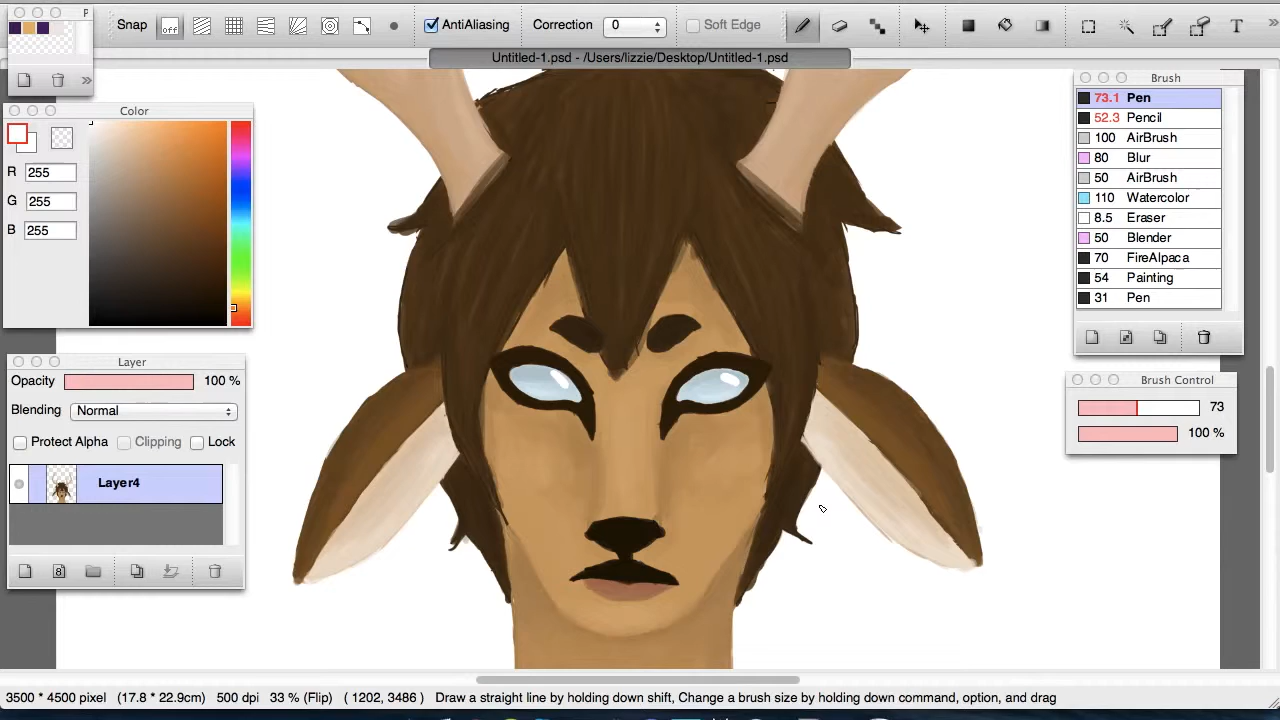 P
Snap off AntiAliasing Correction 0 Soft Edge T »
Untitled-1.psd - /Users/lizzie/Desktop/Untitled-1.psd
»
Color
R 255
G 255
B 255
Layer
Opacity 100 %
Blending Normal
Protect Alpha Clipping Lock
Layer4
8
Brush
73.1 Pen
52.3 Pencil
100 AirBrush
80 Blur
50 AirBrush
110 Watercolor
8.5 Eraser
50 Blender
70 FireAlpaca
54 Painting
31 Pen
Brush Control
73
100 %
3500 * 4500 pixel (17.8 * 22.9cm) 500 dpi 33 % (Flip) ( 1202, 3486 ) Draw a straight line by holding down shift, Change a brush size by holding down command, option, and drag